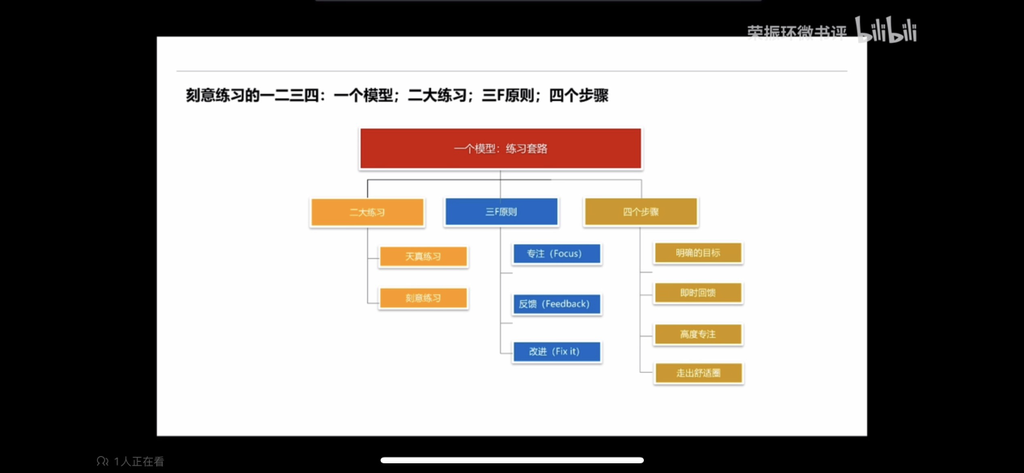 荣振环微书评 bilibili
刻意练习的一二三四：一个模型；二大练习；三F原则；四个步骤
一个模型：练习套路
二大练习
三F原则
四个步骤
天真练习
刻意练习
专注（Focus）
反馈（Feedback）
改进（Fix it）
明确的目标
即时回馈
高度专注
走出舒适圈
1人正在看